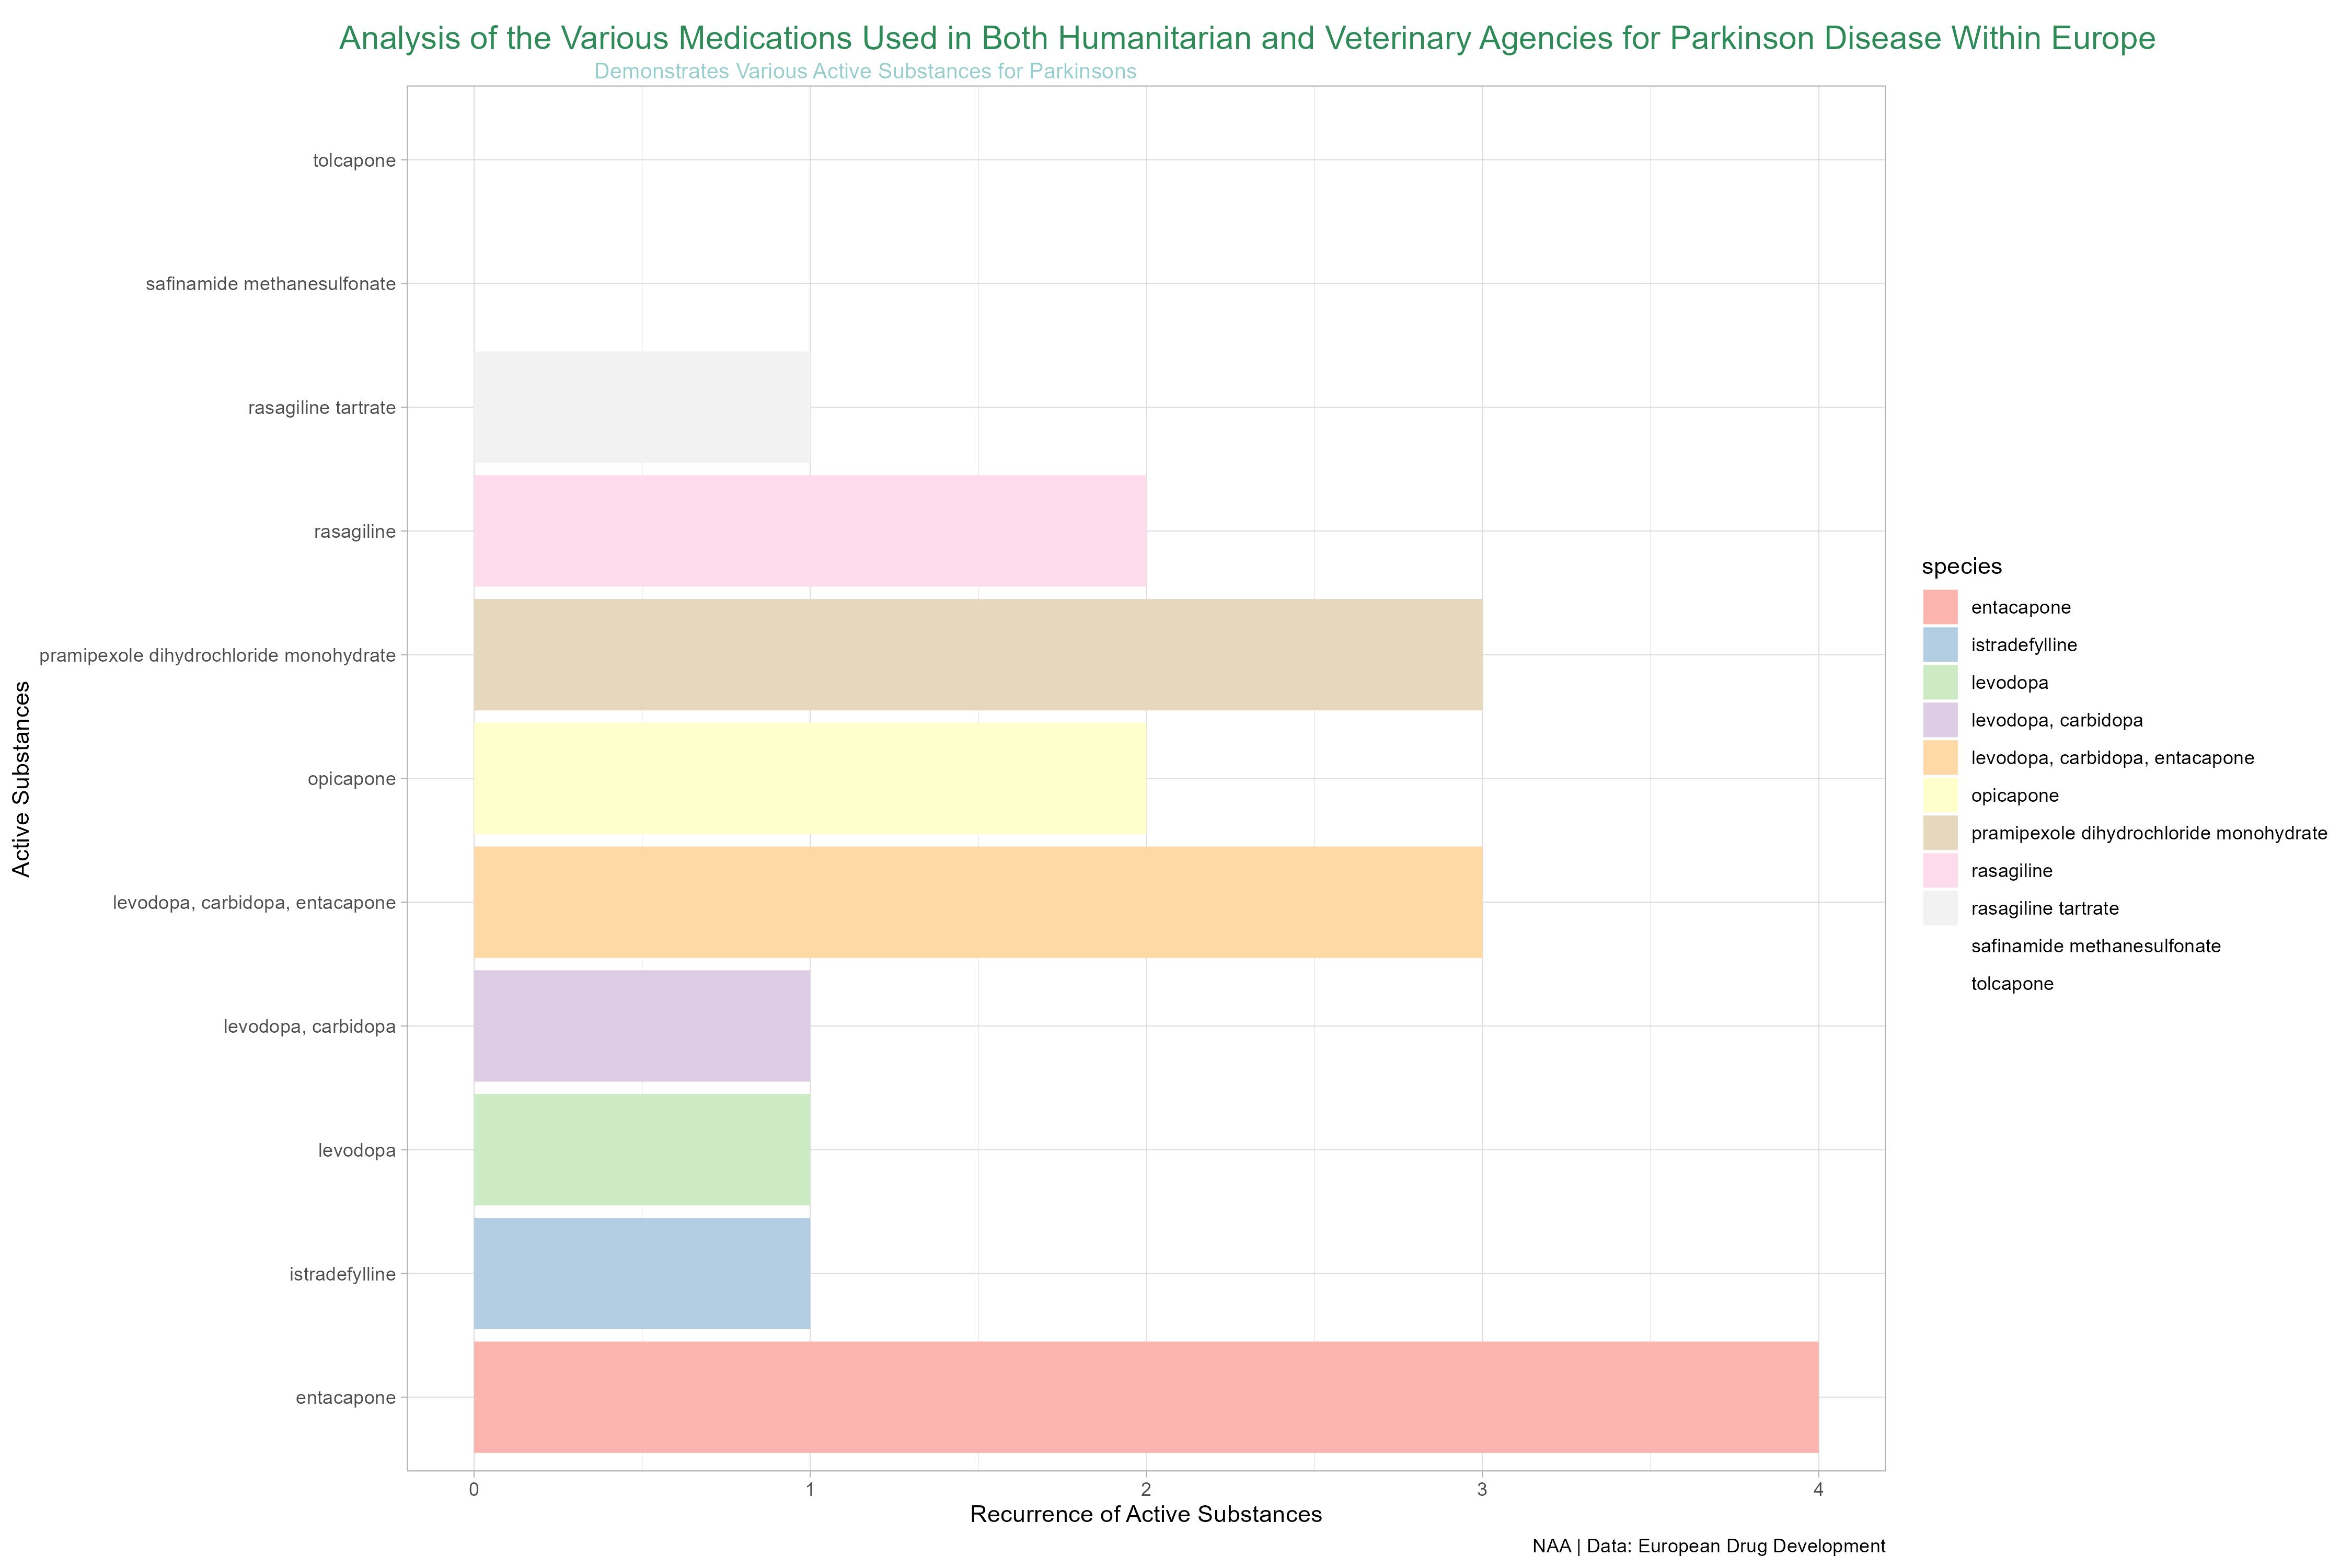 Analysis of the Various Medications Used in Both Humanitarian and Veterinary Agencies for Parkinson Disease Within Europe
Demonstrates Various Active Substances for Parkinsons
Active Substances
tolcapone
safinamide methanesulfonate
rasagiline tartrate
rasagiline
pramipexole dihydrochloride monohydrate
opicapone
levodopa, carbidopa, entacapone
levodopa, carbidopa
levodopa
istradefylline
entacapone
0 1 2 3 4
Recurrence of Active Substances
species
entacapone
istradefylline
levodopa
levodopa, carbidopa
levodopa, carbidopa, entacapone
opicapone
pramipexole dihydrochloride monohydrate
rasagiline
rasagiline tartrate
safinamide methanesulfonate
tolcapone
NAA | Data: European Drug Development